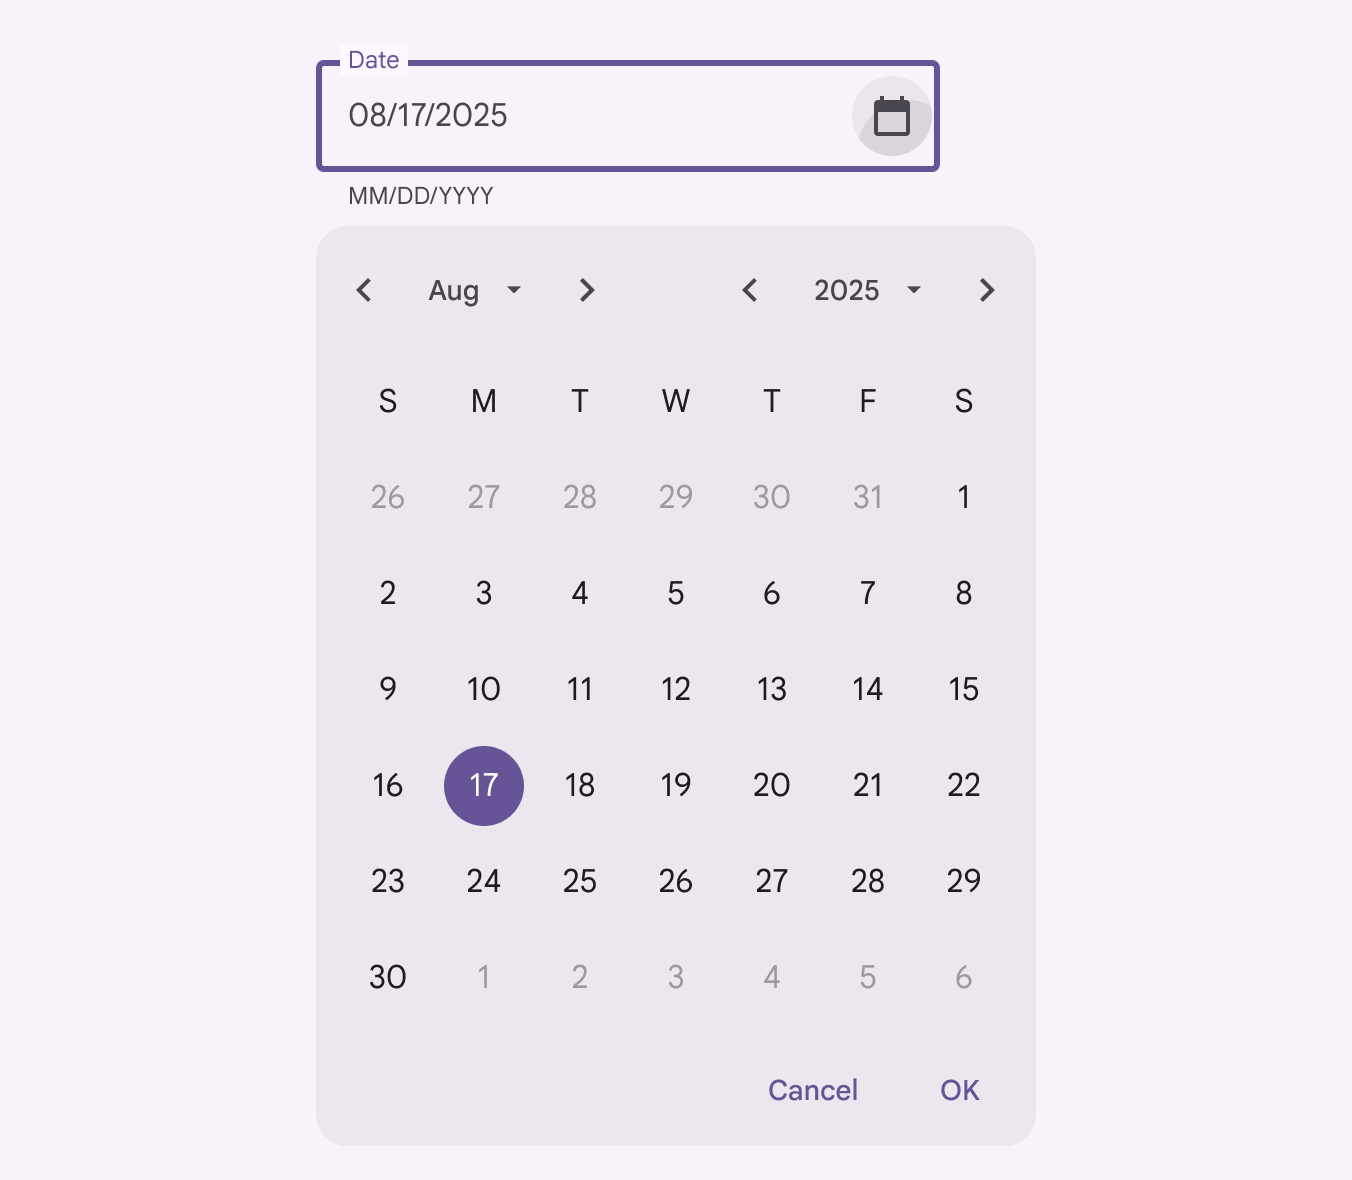 Date
08/17/2025
MM/DD/YYYY
Aug 2025
S M T W T F S
26 27 28 29 30 31 1
2 3 4 5 6 7 8
9 10 11 12 13 14 15
16 17 18 19 20 21 22
23 24 25 26 27 28 29
30 1 2 3 4 5 6
Cancel OK